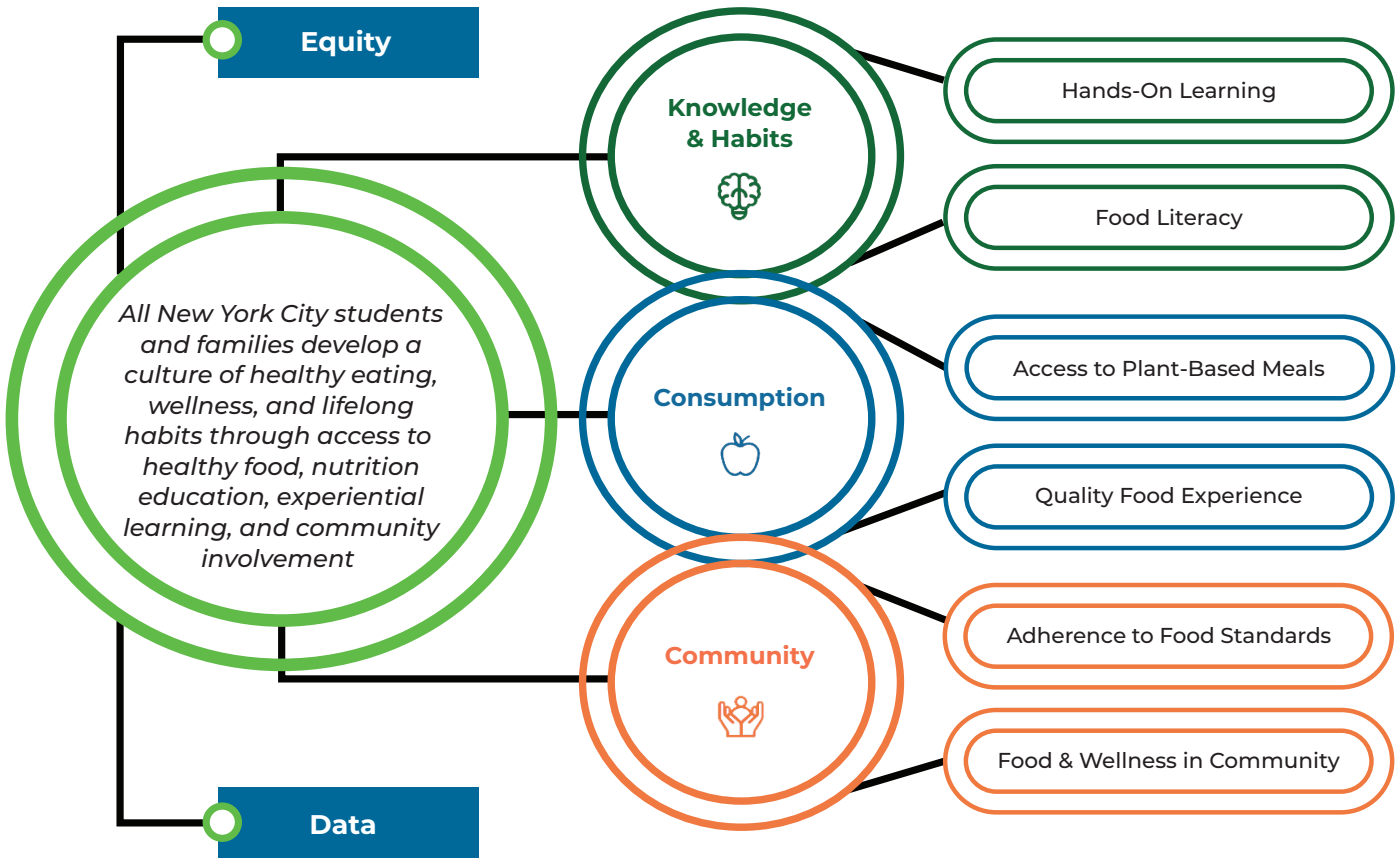 Equity
All New York City students
and families develop a
culture of healthy eating,
wellness, and lifelong
habits through access to
healthy food, nutrition
education, experiential
learning, and community
involvement
Data
Knowledge
& Habits
Hands-On Learning
Food Literacy
Consumption
Access to Plant-Based Meals
Quality Food Experience
Community
Adherence to Food Standards
Food & Wellness in Community